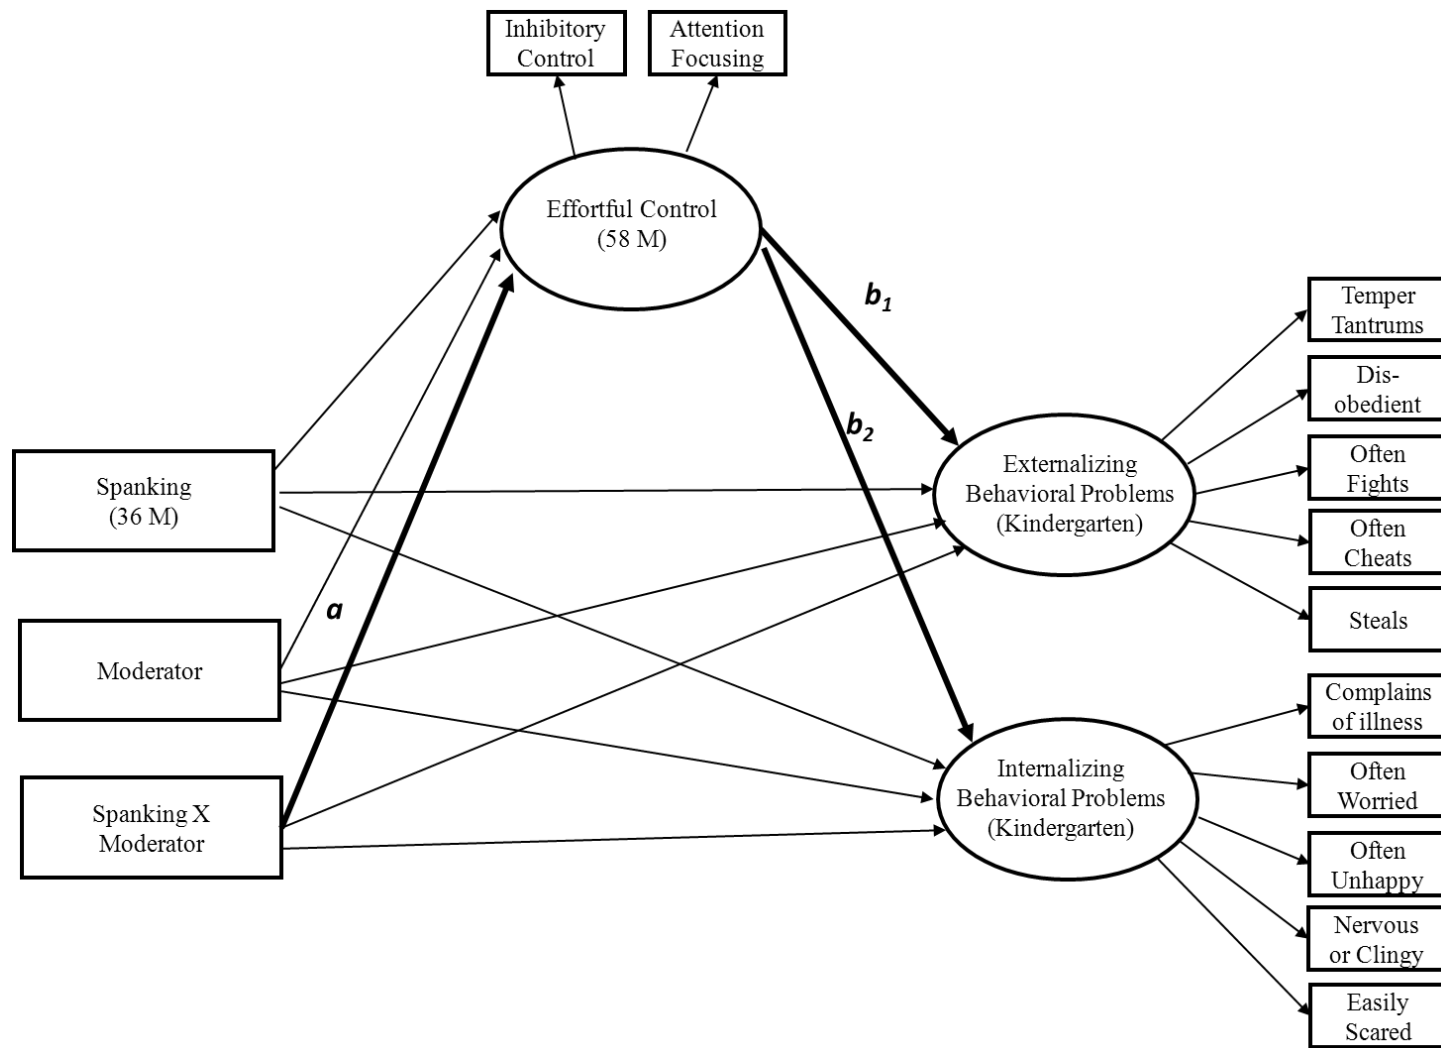 Inhibitory
Control
Attention
Focusing
Effortful Control
(58 M)
b1
b2
a
Spanking
(36 M)
Moderator
Spanking X
Moderator
Externalizing
Behavioral Problems
(Kindergarten)
Internalizing
Behavioral Problems
(Kindergarten)
Temper
Tantrums
Dis-
obedient
Often
Fights
Often
Cheats
Steals
Complains
of illness
Often
Worried
Often
Unhappy
Nervous
or Clingy
Easily
Scared